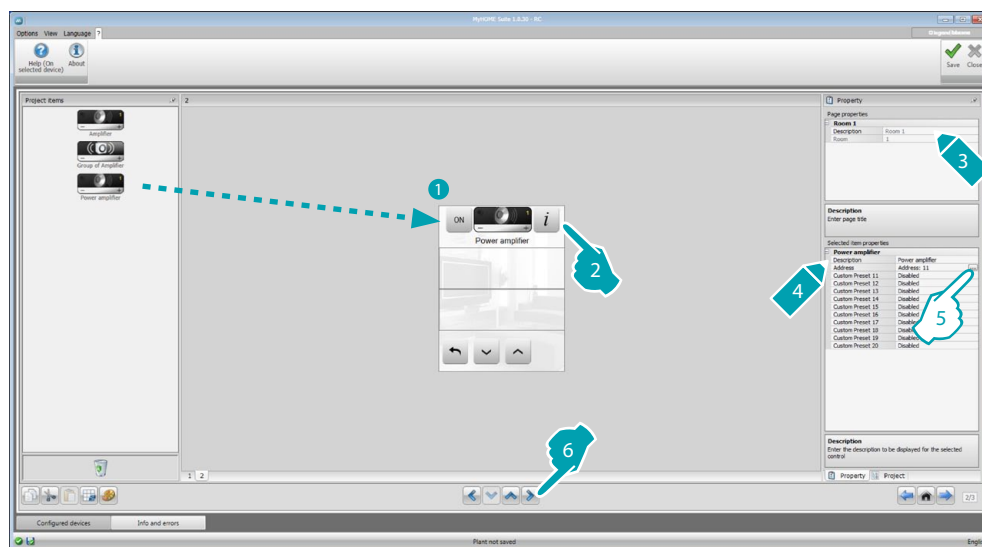 MyHOME Suite 1.0.30 - RC
Options View Language ?
Help (On selected device)
About
Save
Close
Project items
Amplifier
Group of Amplifier
Power amplifier
2
1
ON
i
Power amplifier
2
1 2
6
Property
Page properties
Room 1
Description Room 1
Room 1
3
Description
Enter page title
Selected item properties
Power amplifier
Description Power amplifier
Address Address: 11
Custom Preset 11 Disabled
Custom Preset 12 Disabled
Custom Preset 13 Disabled
Custom Preset 14 Disabled
Custom Preset 15 Disabled
Custom Preset 16 Disabled
Custom Preset 17 Disabled
Custom Preset 18 Disabled
Custom Preset 19 Disabled
Custom Preset 20 Disabled
4
5
Description
Enter the description to be displayed for the selected
control
Property Project
2/3
Configured devices Info and errors
Plant not saved